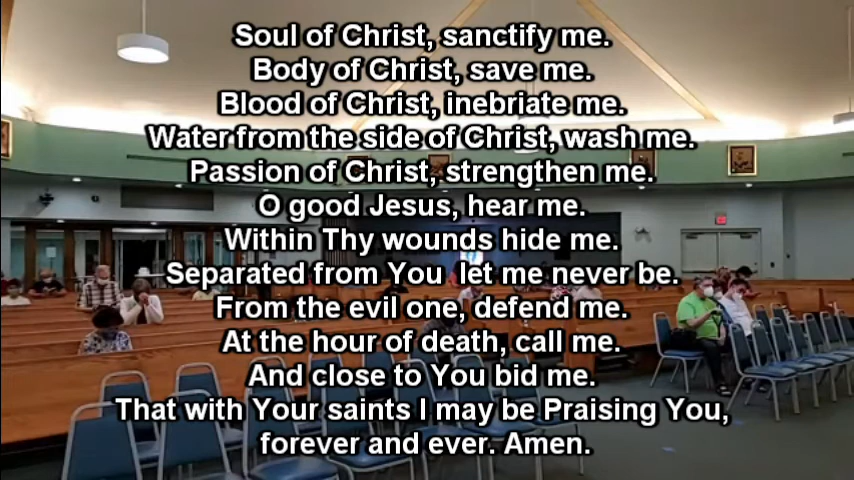 Soul of Christ, sanctify me.
Body of Christ, save me.
Blood of Christ, inebriate me.
Water from the side of Christ, wash me.
Passion of Christ, strengthen me.
O good Jesus, hear me.
Within Thy wounds hide me.
Separated from You let me never be.
From the evil one, defend me.
At the hour of death, call me.
And close to You bid me.
That with Your saints I may be Praising You,
forever and ever. Amen.